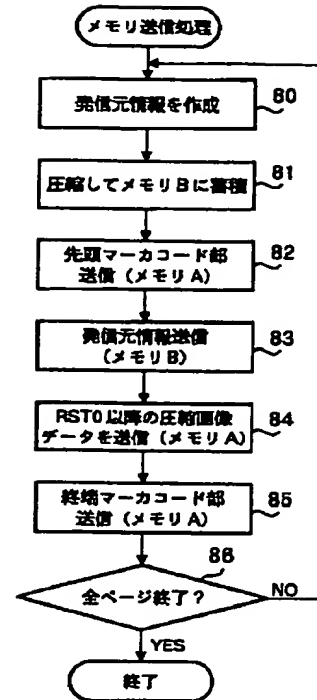 メモリ送信処理
発信元情報を作成
80
圧縮してメモリBに蓄積
81
先頭マーカコード部
送信(メモリA)
82
発信元情報送信
(メモリB)
83
RST0以降の圧縮画像
データを送信(メモリA)
84
終端マーカコード部
送信(メモリA)
85
86
全ページ終了?
NO
YES
終了